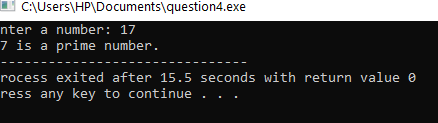 C:\Users\HP\Documents\question4.exe
nter a number: 17
7 is a prime number.
--------------------------------
rocess exited after 15.5 seconds with return value 0
ress any key to continue . . .